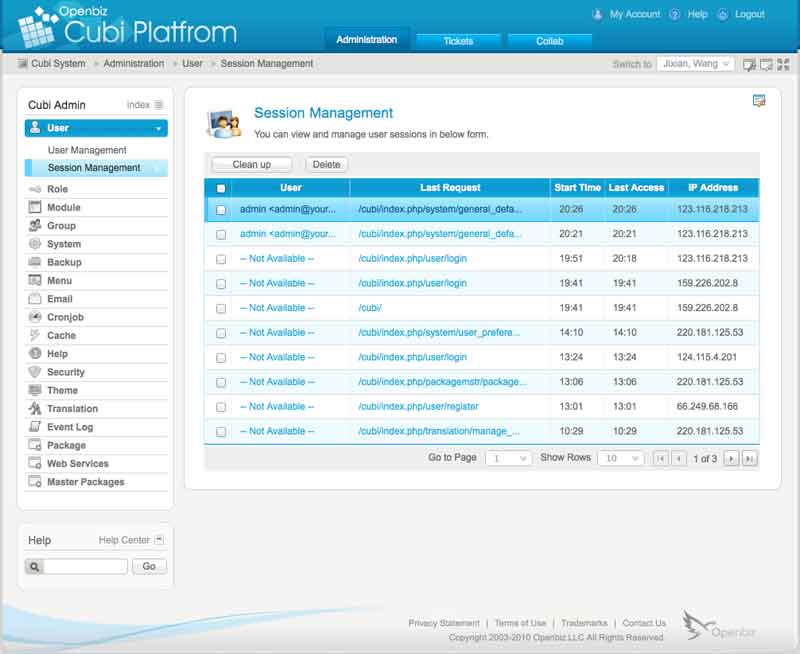 Openbiz
Cubi Platfrom
My Account Help Logout
Administration Tickets Collab
Cubi System Administration User Session Management
Switch to Jixian, Wang
Cubi Admin Index
User
User Management
Session Management
Role
Module
Group
System
Backup
Menu
Email
Cronjob
Cache
Help
Security
Theme
Translation
Event Log
Package
Web Services
Master Packages
Help Help Center
Go
Session Management
You can view and manage user sessions in below form.
Clean up Delete
User Last Request Start Time Last Access IP Address
admin <admin@your... /cubi/index.php/system/general_defa... 20:26 20:26 123.116.218.213
admin <admin@your... /cubi/index.php/system/general_defa... 20:21 20:21 123.116.218.213
-- Not Available -- /cubi/index.php/user/login 19:51 20:18 123.116.218.213
-- Not Available -- /cubi/index.php/user/login 19:41 19:41 159.226.202.8
-- Not Available -- /cubi/ 19:41 19:41 159.226.202.8
-- Not Available -- /cubi/index.php/system/user_prefere... 14:10 14:10 220.181.125.53
-- Not Available -- /cubi/index.php/user/login 13:24 13:24 124.115.4.201
-- Not Available -- /cubi/index.php/packagemstr/package... 13:06 13:06 220.181.125.53
-- Not Available -- /cubi/index.php/user/register 13:01 13:01 66.249.68.166
-- Not Available -- /cubi/index.php/translation/manage_... 10:29 10:29 220.181.125.53
Go to Page 1 Show Rows 10 1 of 3
Privacy Statement | Terms of Use | Trademarks | Contact Us
Copyright 2003-2010 Openbiz LLC All Rights Reserved.
Openbiz